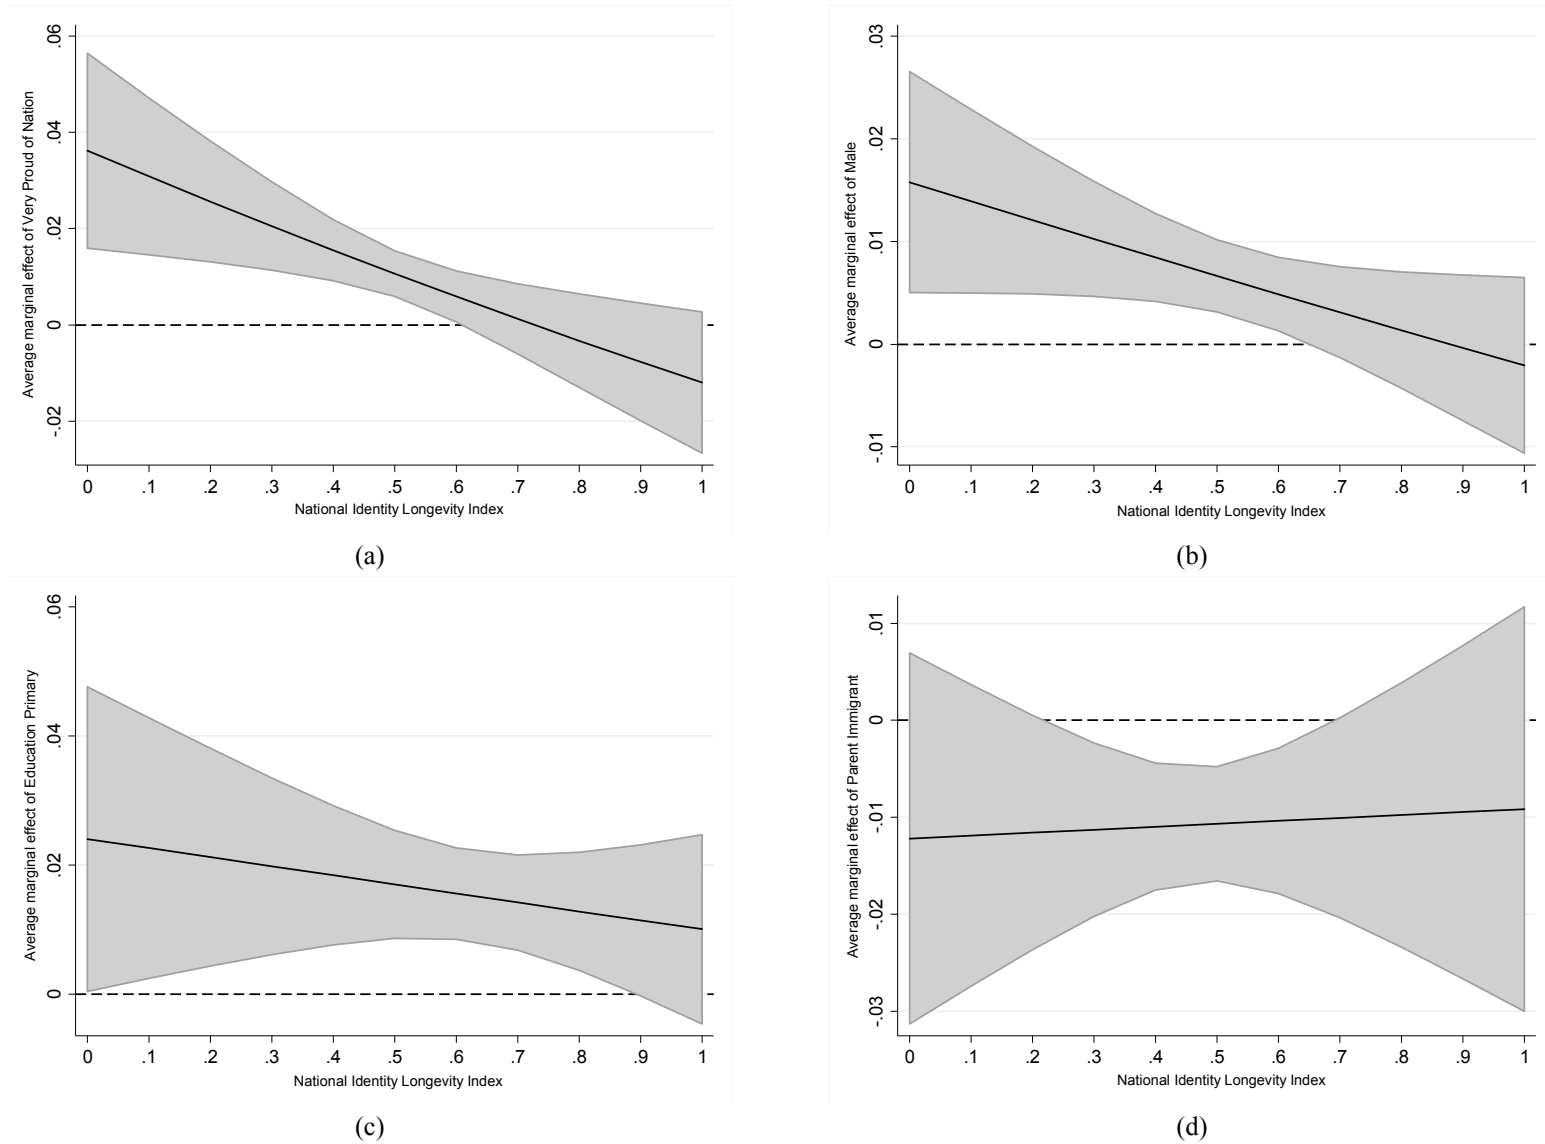 Average marginal effect of Very Proud of Nation
.06
.04
.02
0
-.02
0 .1 .2 .3 .4 .5 .6 .7 .8 .9 1
National Identity Longevity Index
(a)
Average marginal effect of Male
.03
.02
.01
0
-.01
0 .1 .2 .3 .4 .5 .6 .7 .8 .9 1
National Identity Longevity Index
(b)
Average marginal effect of Education Primary
.06
.04
.02
0
0 .1 .2 .3 .4 .5 .6 .7 .8 .9 1
National Identity Longevity Index
(c)
Average marginal effect of Parent Immigrant
.01
0
-.01
-.02
-.03
0 .1 .2 .3 .4 .5 .6 .7 .8 .9 1
National Identity Longevity Index
(d)